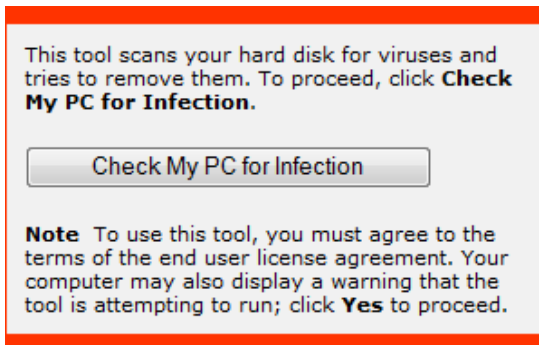 This tool scans your hard disk for viruses and
tries to remove them. To proceed, click Check
My PC for Infection.
Check My PC for Infection
Note To use this tool, you must agree to the
terms of the end user license agreement. Your
computer may also display a warning that the
tool is attempting to run; click Yes to proceed.